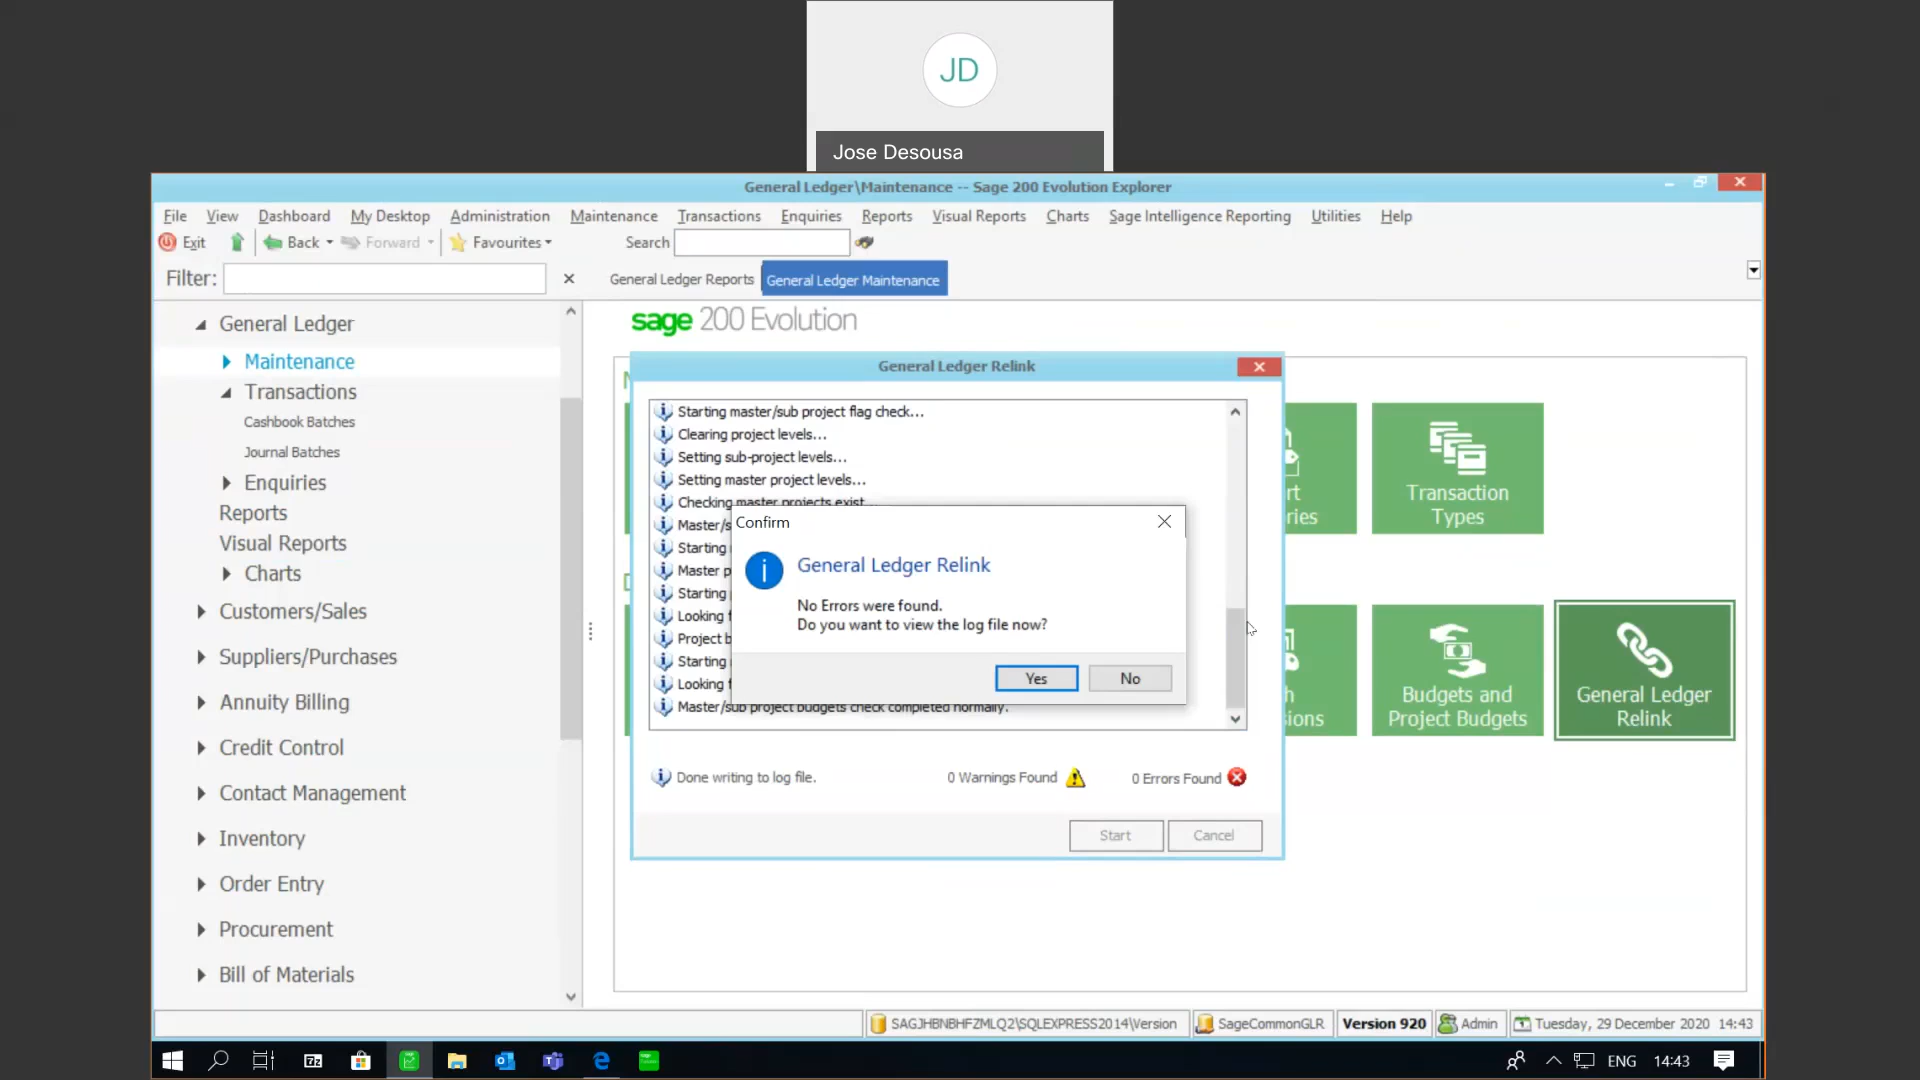 JD
Jose Desousa
General Ledger\Maintenance -- Sage 200 Evolution Explorer
File View Dashboard My Desktop Administration Maintenance Transactions Enquiries Reports Visual Reports Charts Sage Intelligence Reporting Utilities Help
Exit Back Forward Favourites Search
Filter: General Ledger Reports General Ledger Maintenance
General Ledger
Maintenance
Transactions
Cashbook Batches
Journal Batches
Enquiries
Reports
Visual Reports
Charts
Customers/Sales
Suppliers/Purchases
Annuity Billing
Credit Control
Contact Management
Inventory
Order Entry
Procurement
Bill of Materials
sage 200 Evolution
General Ledger Relink
Starting master/sub project flag check...
Clearing project levels...
Setting sub-project levels...
Setting master project levels...
Checking master projects exist...
Master/s
Starting
Master p
Starting
Looking f
Project b
Starting
Looking f
Master/sub project budgets check completed normally.
Confirm
General Ledger Relink
No Errors were found.
Do you want to view the log file now?
Yes No
Done writing to log file. 0 Warnings Found 0 Errors Found
Start Cancel
rt
ries
Transaction
Types
h
ions
Budgets and
Project Budgets
General Ledger
Relink
SAGJHBNBHFZMLQ2\SQLEXPRESS2014\Version SageCommonGLR Version 920 Admin Tuesday, 29 December 2020 14:43
ENG 14:43